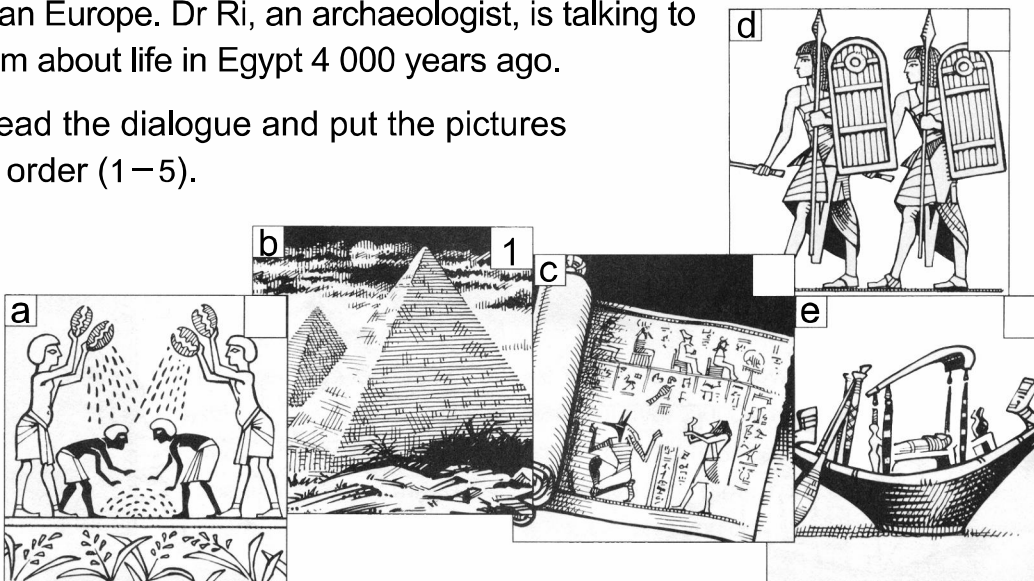 an Europe. Dr Ri, an archaeologist, is talking to
m about life in Egypt 4 000 years ago.
ead the dialogue and put the pictures
order (1–5).
d
b
1
c
a
e